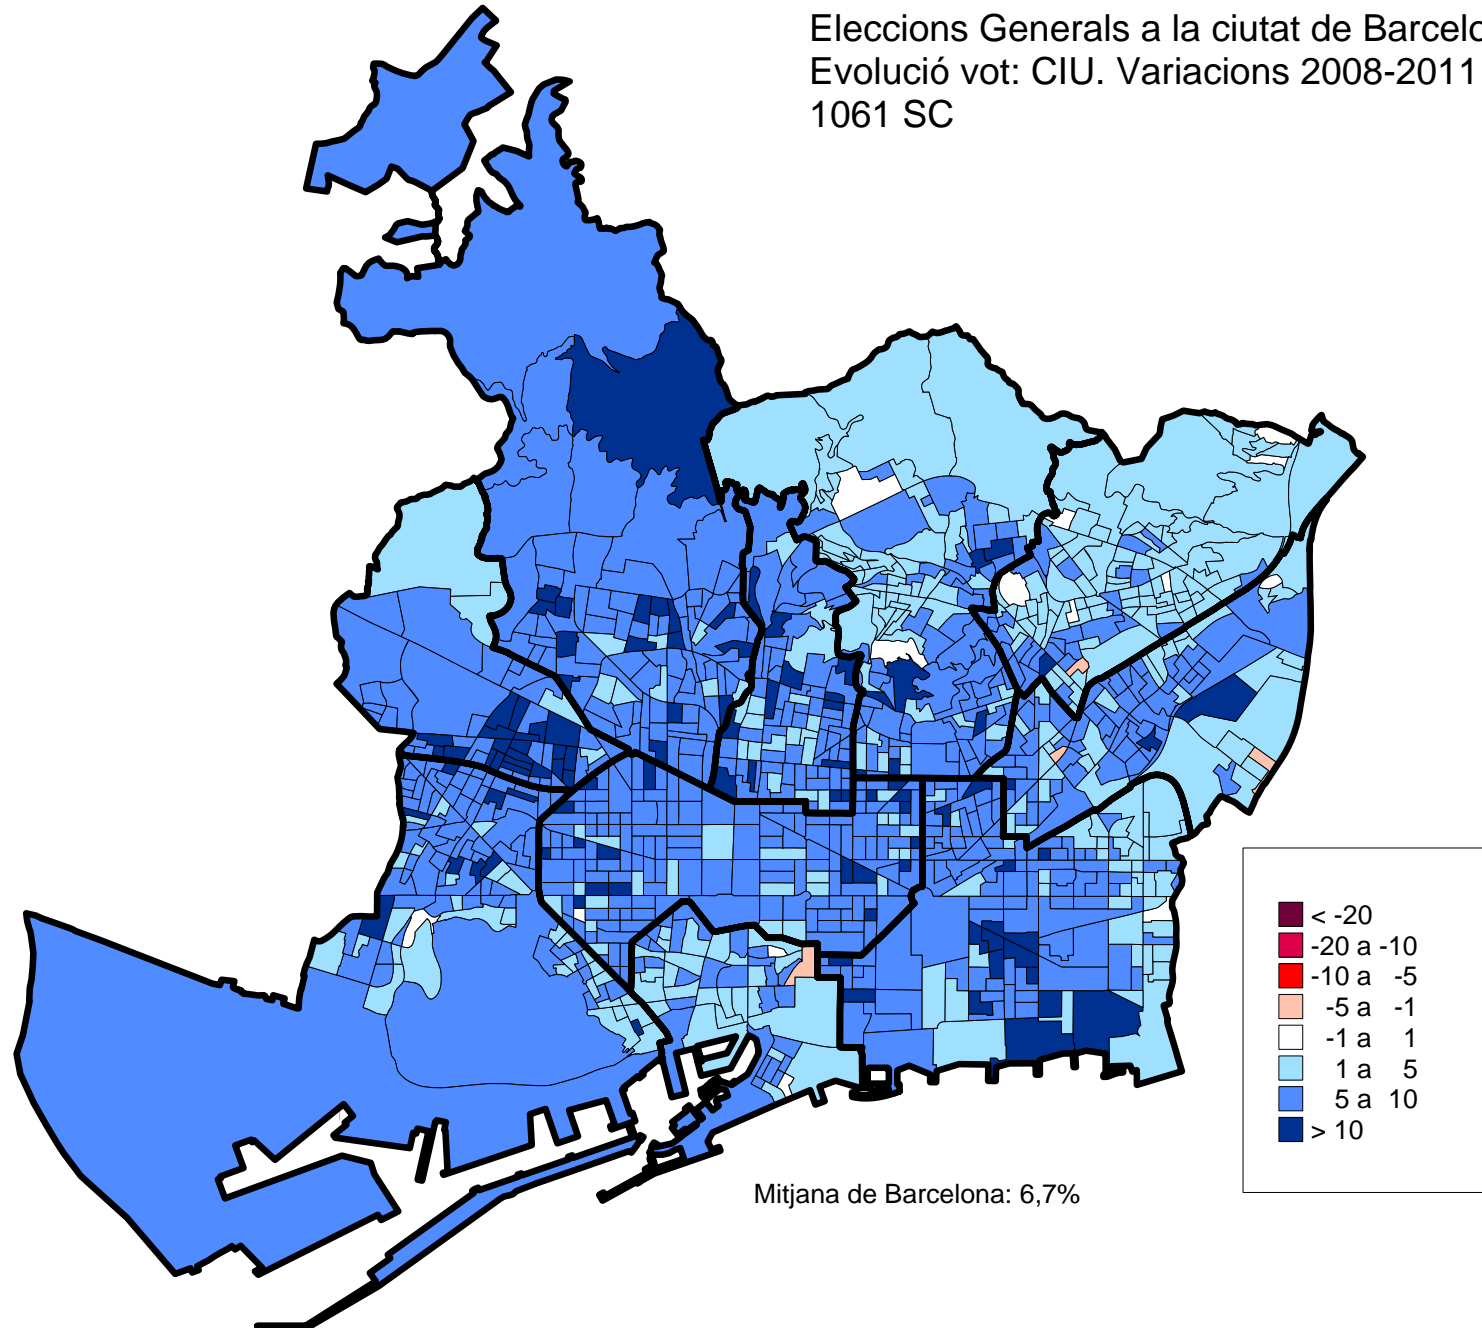 Eleccions Generals a la ciutat de Barcelo
Evolució vot: CIU. Variacions 2008-2011
1061 SC
< -20
-20 a -10
-10 a -5
-5 a -1
-1 a 1
1 a 5
5 a 10
> 10
Mitjana de Barcelona: 6,7%